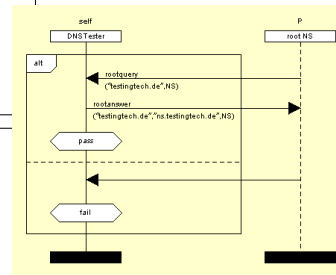 self
P
DNSTester
root NS
alt
rootquery
("testingtech.de",NS)
rootanswer
("testingtech.de","ns.testingtech.de",NS)
pass
fail